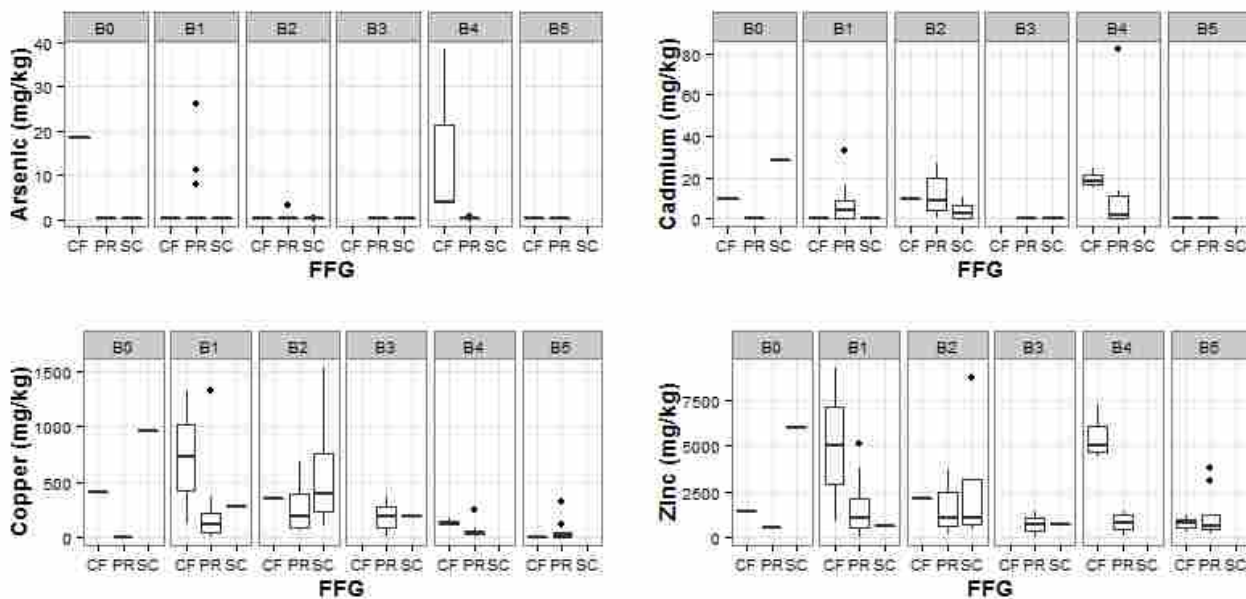 B0 B1 B2 B3 B4 B5
Arsenic (mg/kg)
40
30
20
10
0
CF PR SC CF PR SC CF PR SC CF PR SC CF PR SC CF PR SC
FFG
B0 B1 B2 B3 B4 B5
Cadmium (mg/kg)
80
60
40
20
0
CF PR SC CF PR SC CF PR SC CF PR SC CF PR SC CF PR SC
FFG
B0 B1 B2 B3 B4 B5
Copper (mg/kg)
1500
1000
500
0
CF PR SC CF PR SC CF PR SC CF PR SC CF PR SC CF PR SC
FFG
B0 B1 B2 B3 B4 B5
Zinc (mg/kg)
7500
5000
2500
0
CF PR SC CF PR SC CF PR SC CF PR SC CF PR SC CF PR SC
FFG